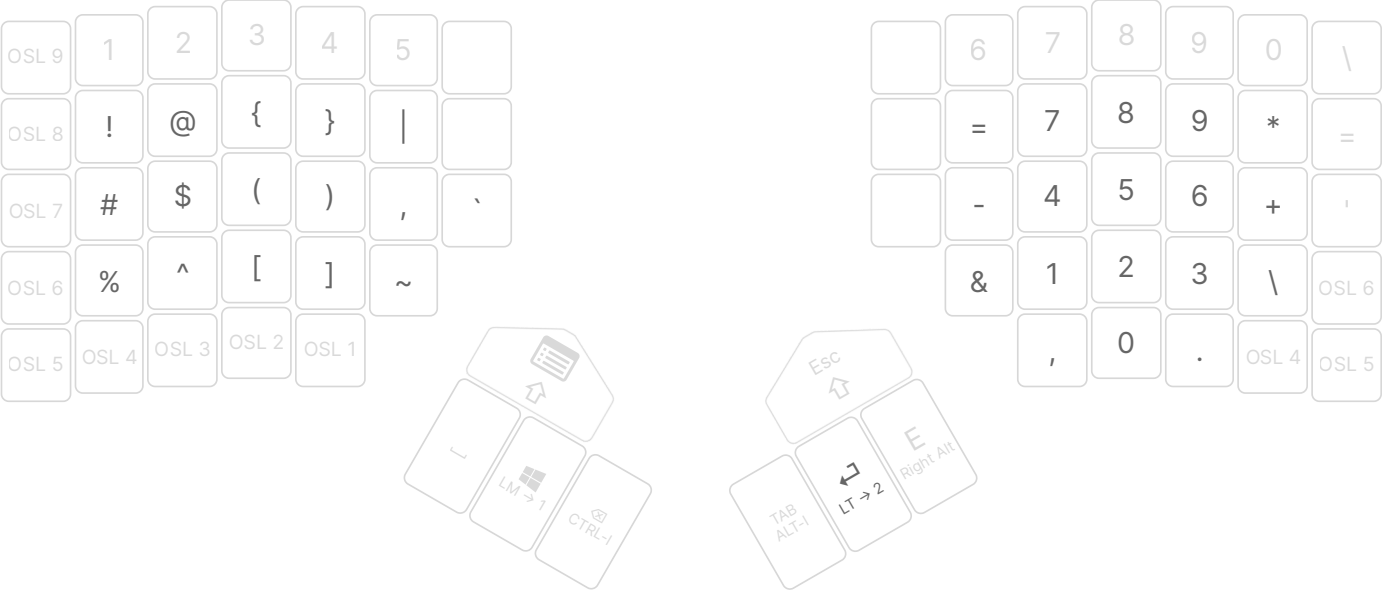 OSL 9 1 2 3 4 5 6 7 8 9 0 \
OSL 8 ! @ { } | = 7 8 9 * =
OSL 7 # $ ( ) , ` - 4 5 6 + '
OSL 6 % ^ [ ] ~ & 1 2 3 \ OSL 6
OSL 5 OSL 4 OSL 3 OSL 2 OSL 1 , 0 . OSL 4 OSL 5
Esc
E
Right Alt
LM → 1
CTRL-I
TAB
ALT-I
LT → 2